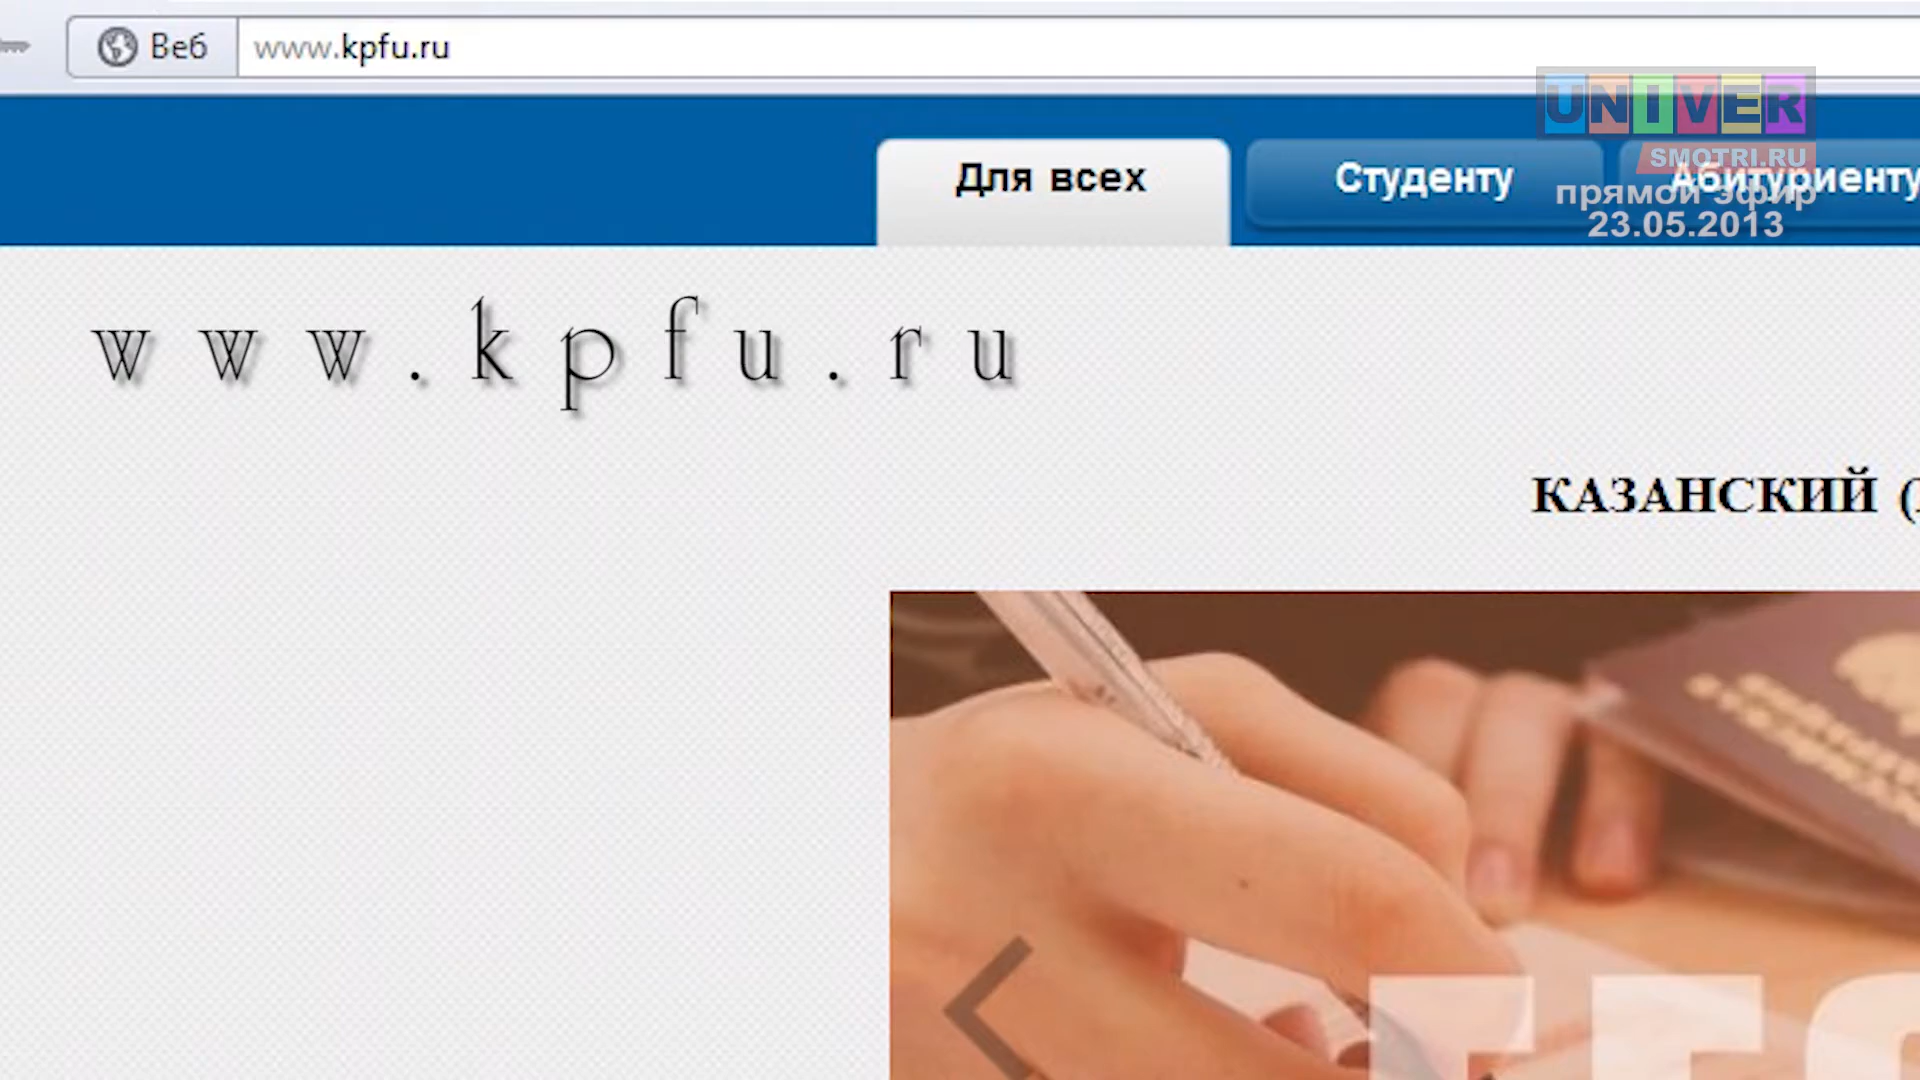 Веб www.kpfu.ru
UNIVER
SMOTRI.RU
Для всех Студенту Абитуриенту
прямой эфир
23.05.2013
www.kpfu.ru
КАЗАНСКИЙ (